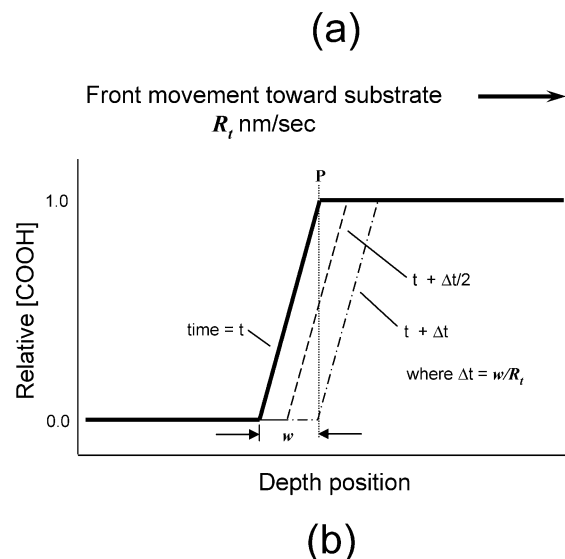 (a)
Front movement toward substrate
R_t nm/sec
P
1.0
Relative [COOH]
t + Δt/2
time = t
t + Δt
where Δt = w/R_t
0.0
w
Depth position
(b)